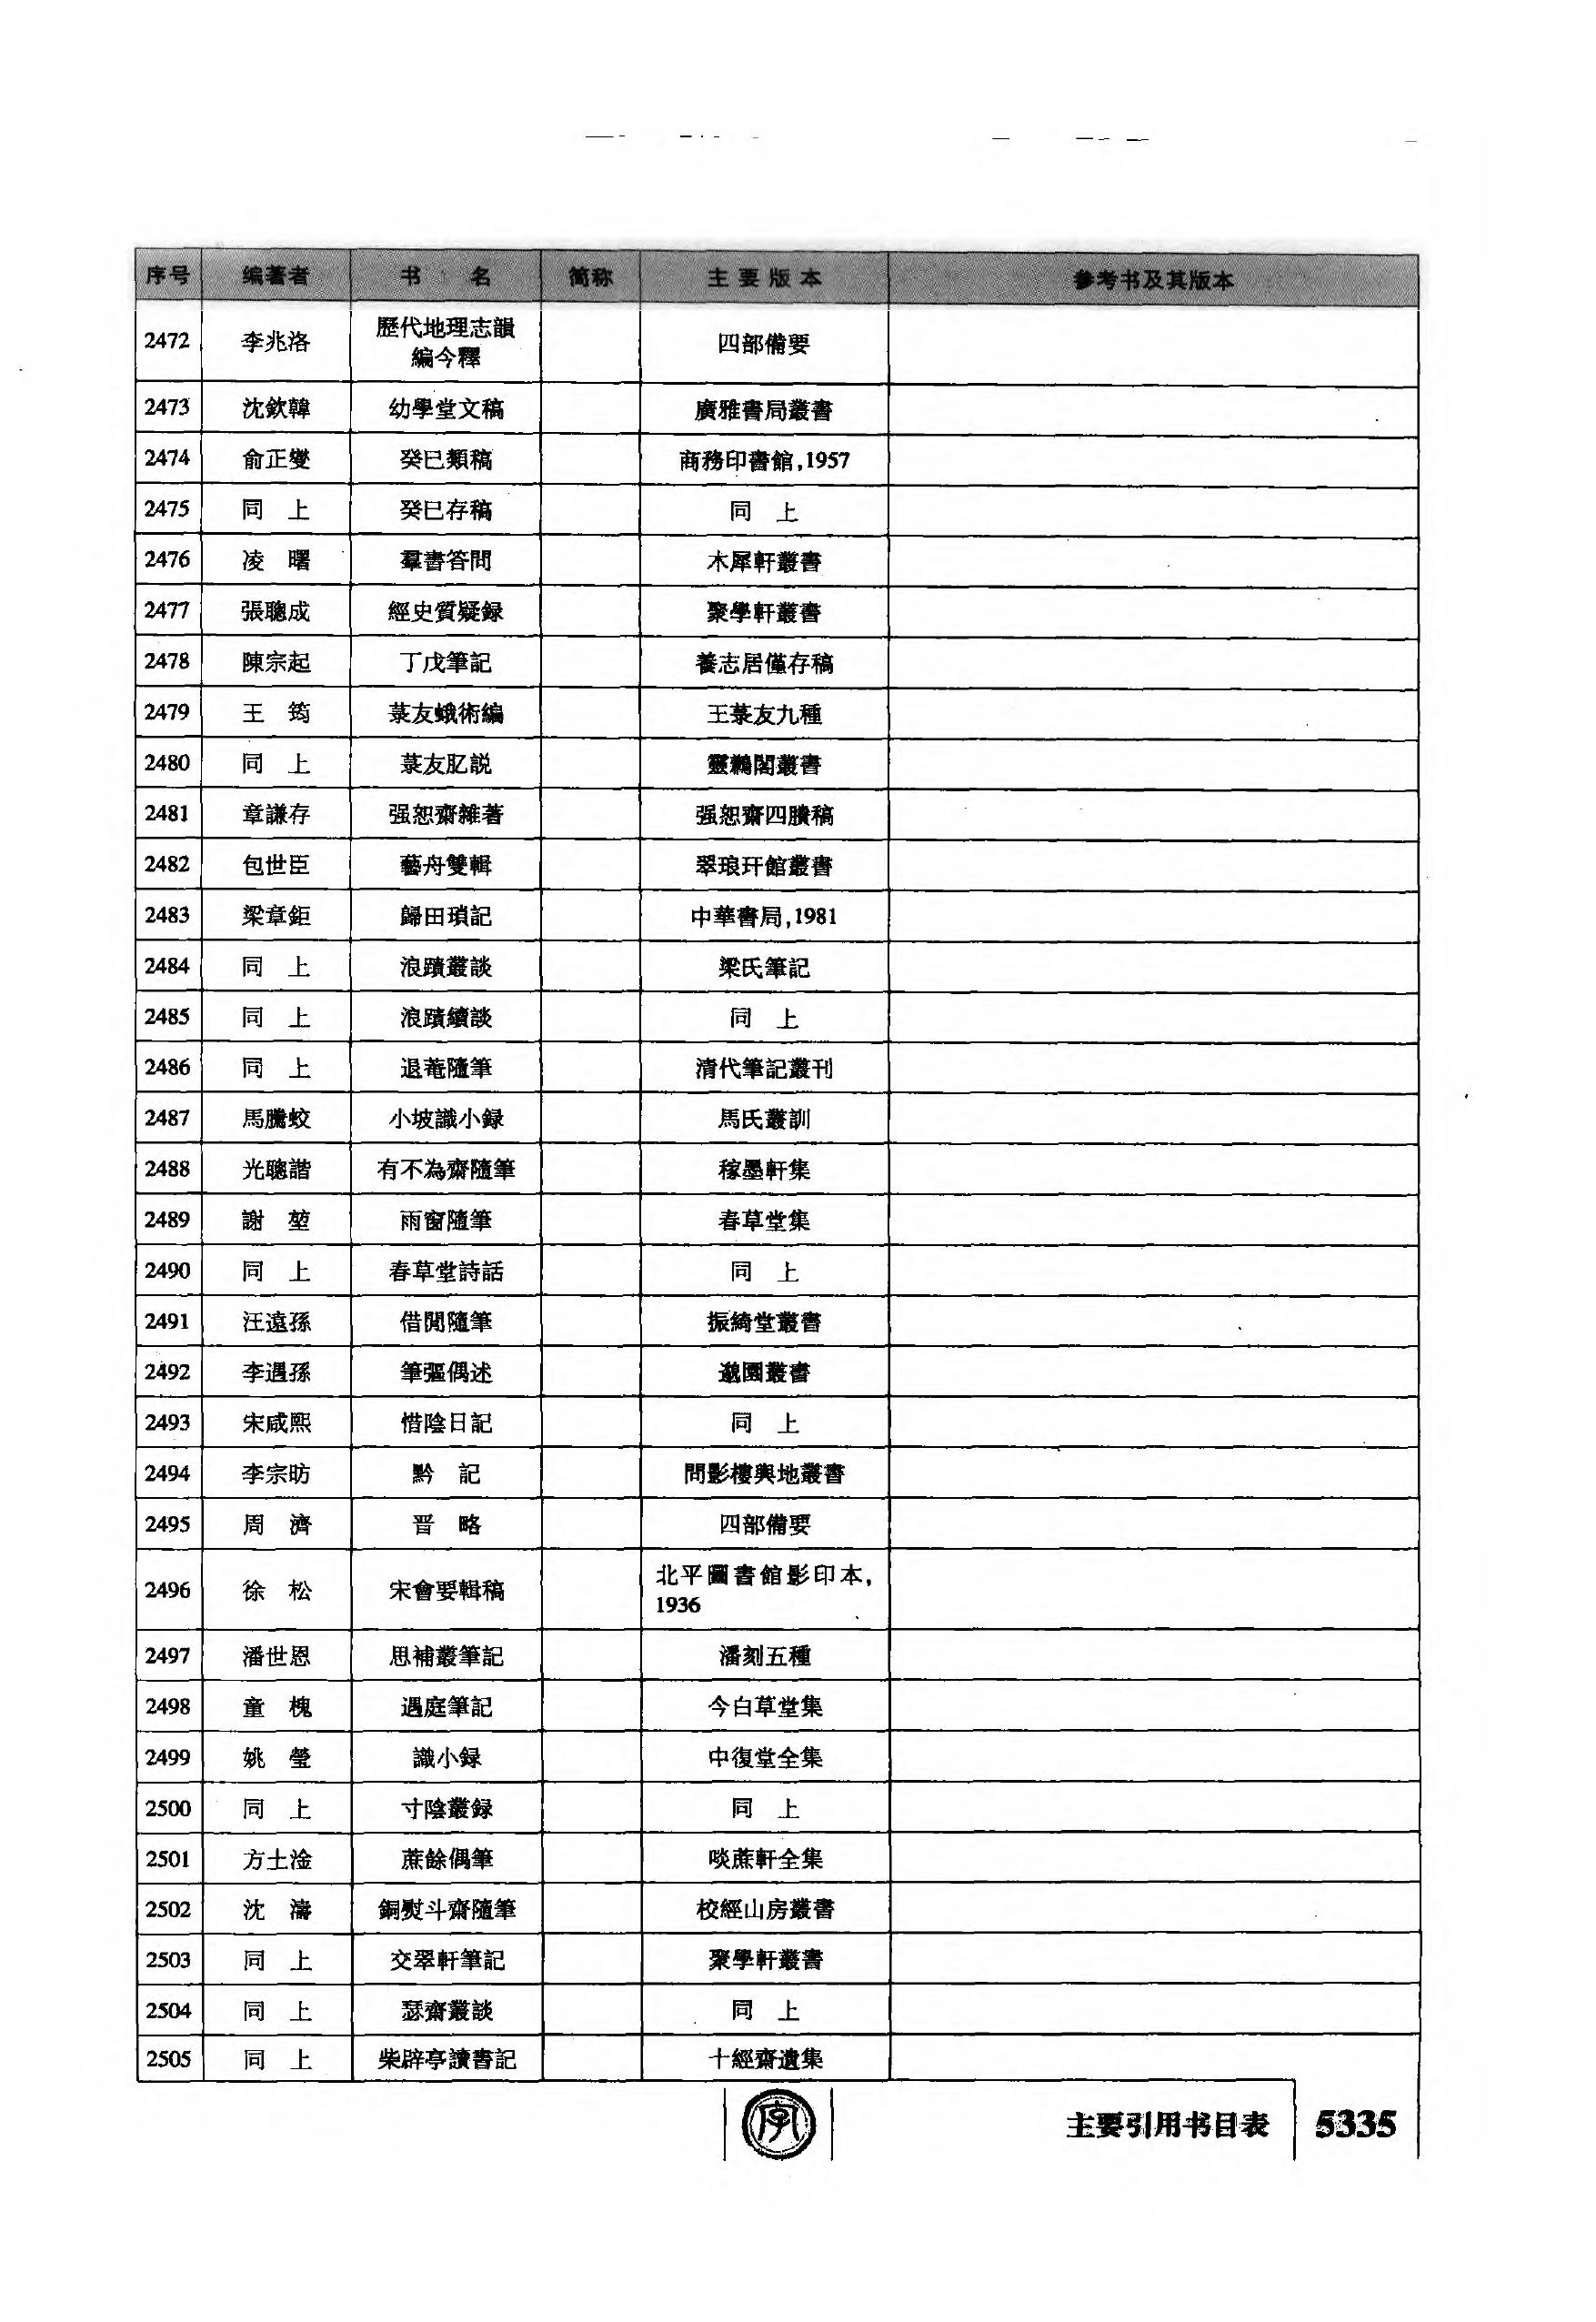 序号 编著者 书 名 简称 主要版本 参考书及其版本
2472 李兆洛 歷代地理志韻編今釋 四部備要
2473 沈欽韓 幼學堂文稿 廣雅書局叢書
2474 俞正燮 癸巳類稿 商務印書館,1957
2475 同 上 癸巳存稿 同 上
2476 凌 曙 羣書答問 木犀軒叢書
2477 張聰成 經史質疑録 聚學軒叢書
2478 陳宗起 丁戊筆記 養志居僅存稿
2479 王 筠 菉友蛾術編 王菉友九種
2480 同 上 菉友肊説 靈鶼閣叢書
2481 章謙存 强恕齋雜著 强恕齋四賸稿
2482 包世臣 藝舟雙輯 翠琅玕館叢書
2483 梁章鉅 歸田瑣記 中華書局,1981
2484 同 上 浪蹟叢談 梁氏筆記
2485 同 上 浪蹟續談 同 上
2486 同 上 退菴隨筆 清代筆記叢刊
2487 馬騰蛟 小坡識小録 馬氏叢訓
2488 光聰諧 有不為齋隨筆 稼墨軒集
2489 謝 堃 雨窗隨筆 春草堂集
2490 同 上 春草堂詩話 同 上
2491 汪遠孫 借閒隨筆 振綺堂叢書
2492 李遇孫 筆彄偶述 邈園叢書
2493 宋咸熙 惜陰日記 同 上
2494 李宗昉 黔 記 問影樓輿地叢書
2495 周 濟 晋 略 四部備要
2496 徐 松 宋會要輯稿 北平圖書館影印本,1936
2497 潘世恩 思補叢筆記 潘刻五種
2498 童 槐 過庭筆記 今白草堂集
2499 姚 瑩 識小録 中復堂全集
2500 同 上 寸陰叢録 同 上
2501 方士淦 蔗餘偶筆 啖蔗軒全集
2502 沈 濤 銅熨斗齋隨筆 校經山房叢書
2503 同 上 交翠軒筆記 聚學軒叢書
2504 同 上 瑟齋叢談 同 上
2505 同 上 柴辟亭讀書記 十經齋遺集
主要引用书目表 5335